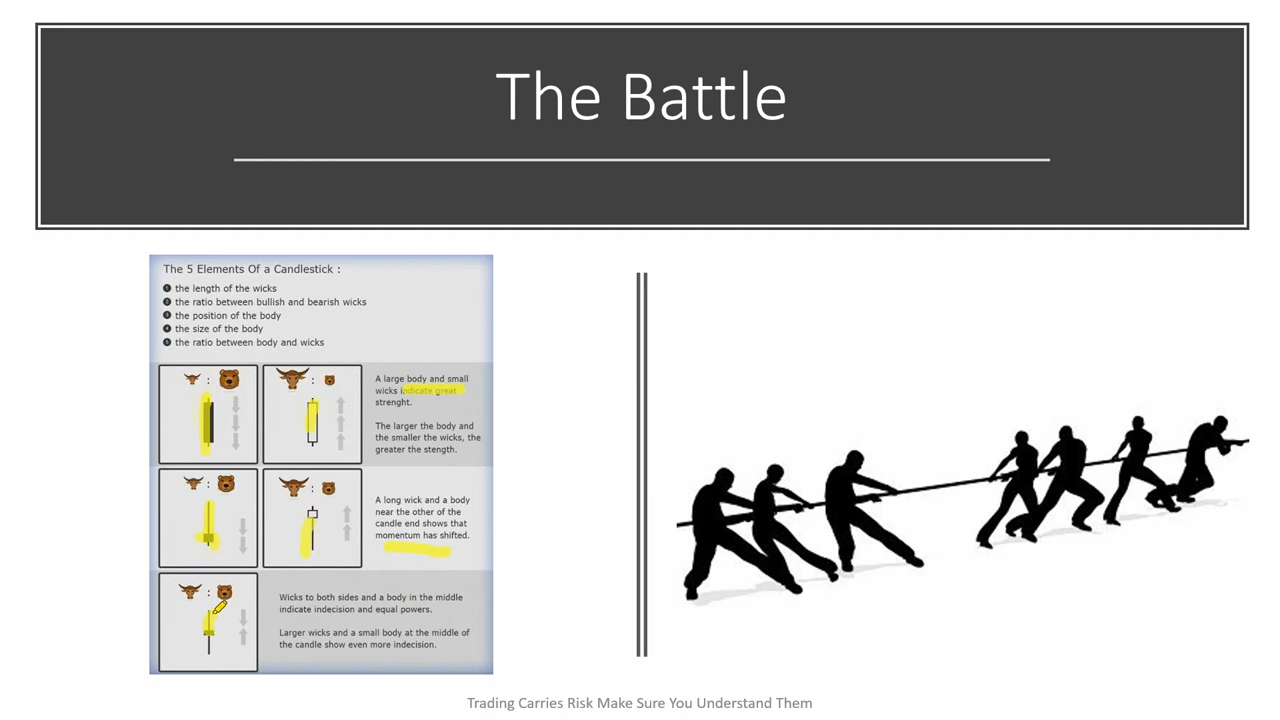 The Battle
The 5 Elements Of a Candlestick :
1 the length of the wicks
2 the ratio between bullish and bearish wicks
3 the position of the body
4 the size of the body
5 the ratio between body and wicks
:
:
A large body and small
wicks indicate great
strenght.
The larger the body and
the smaller the wicks, the
greater the stength.
:
:
A long wick and a body
near the other of the
candle end shows that
momentum has shifted.
:
Wicks to both sides and a body in the middle
indicate indecision and equal powers.
Larger wicks and a small body at the middle of
the candle show even more indecision.
Trading Carries Risk Make Sure You Understand Them